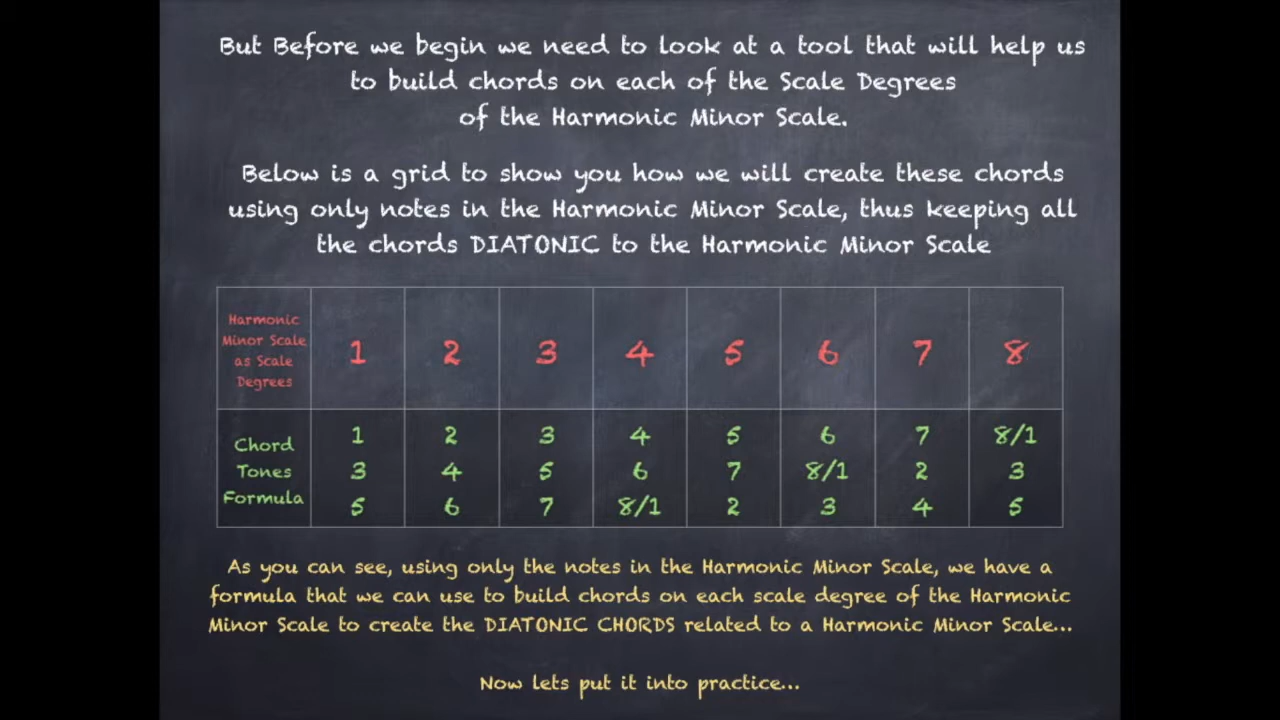 But Before we begin we need to look at a tool that will help us
to build chords on each of the Scale Degrees
of the Harmonic Minor Scale.
Below is a grid to show you how we will create these chords
using only notes in the Harmonic Minor Scale, thus keeping all
the chords DIATONIC to the Harmonic Minor Scale
Harmonic
Minor Scale
as Scale
Degrees
1 2 3 4 5 6 7 8
Chord
Tones
Formula
1 2 3 4 5 6 7 8/1
3 4 5 6 7 8/1 2 3
5 6 7 8/1 2 3 4 5
As you can see, using only the notes in the Harmonic Minor Scale, we have a
formula that we can use to build chords on each scale degree of the Harmonic
Minor Scale to create the DIATONIC CHORDS related to a Harmonic Minor Scale...
Now lets put it into practice...